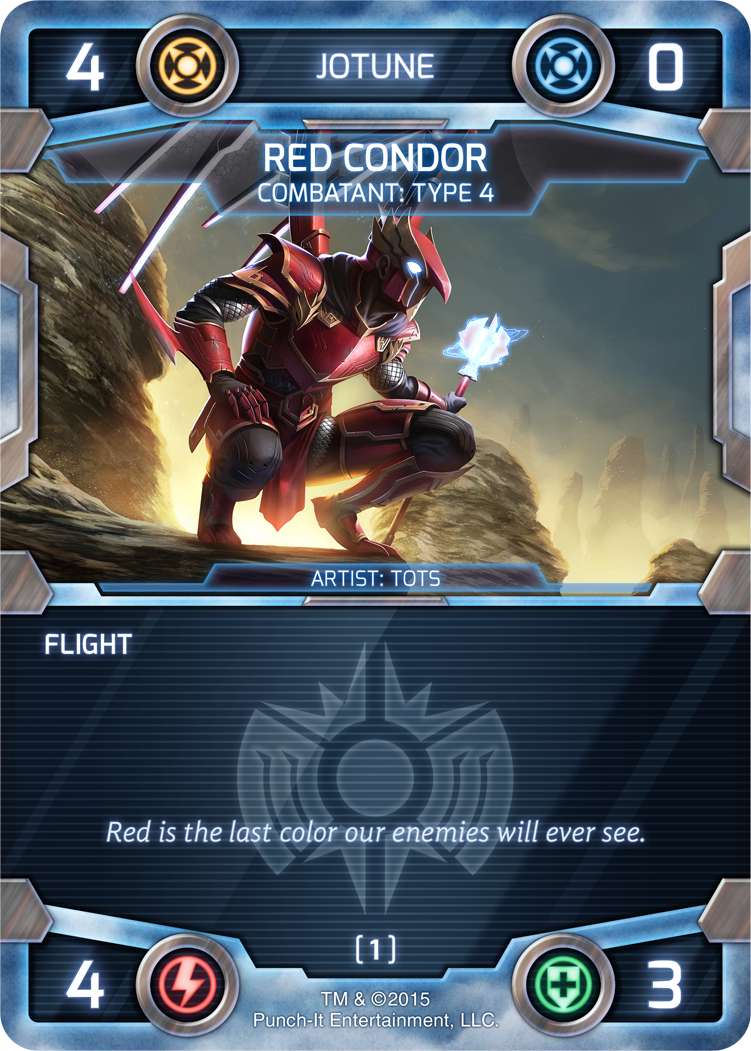 4 JOTUNE 0
RED CONDOR
COMBATANT: TYPE 4
ARTIST: TOTS
FLIGHT
Red is the last color our enemies will ever see.
[1]
4 3
TM & ©2015
Punch-It Entertainment, LLC.